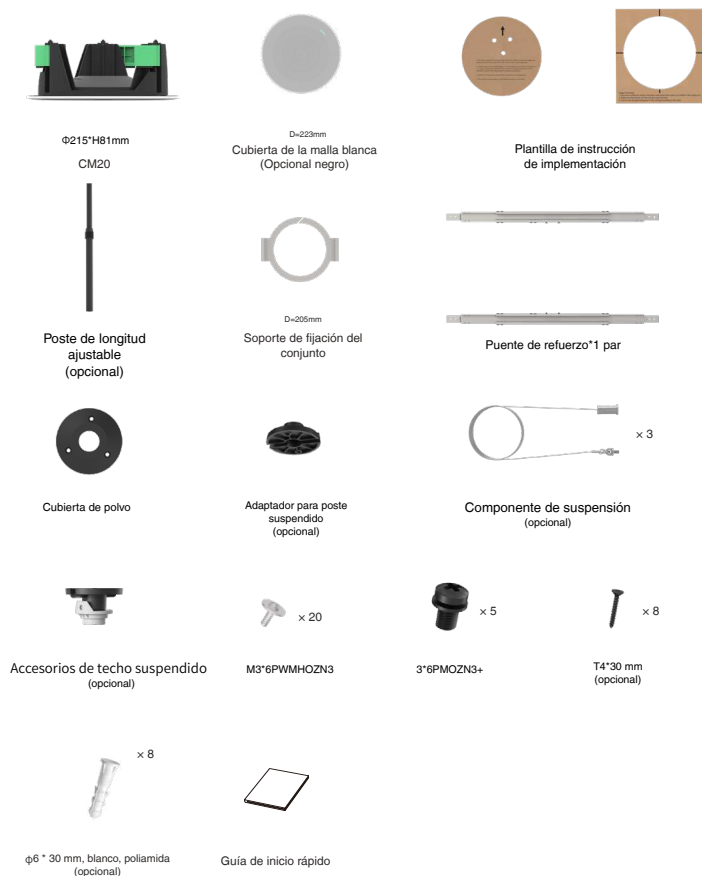 Φ215*H81mm
CM20
D=223mm
Cubierta de la malla blanca
(Opcional negro)
Plantilla de instrucción
de implementación
Poste de longitud
ajustable
(opcional)
D=205mm
Soporte de fijación del
conjunto
Puente de refuerzo*1 par
Cubierta de polvo
Adaptador para poste
suspendido
(opcional)
× 3
Componente de suspensión
(opcional)
Accesorios de techo suspendido
(opcional)
× 20
M3*6PWMHOZN3
× 5
3*6PMOZN3+
× 8
T4*30 mm
(opcional)
× 8
φ6 * 30 mm, blanco, poliamida
(opcional)
Guía de inicio rápido